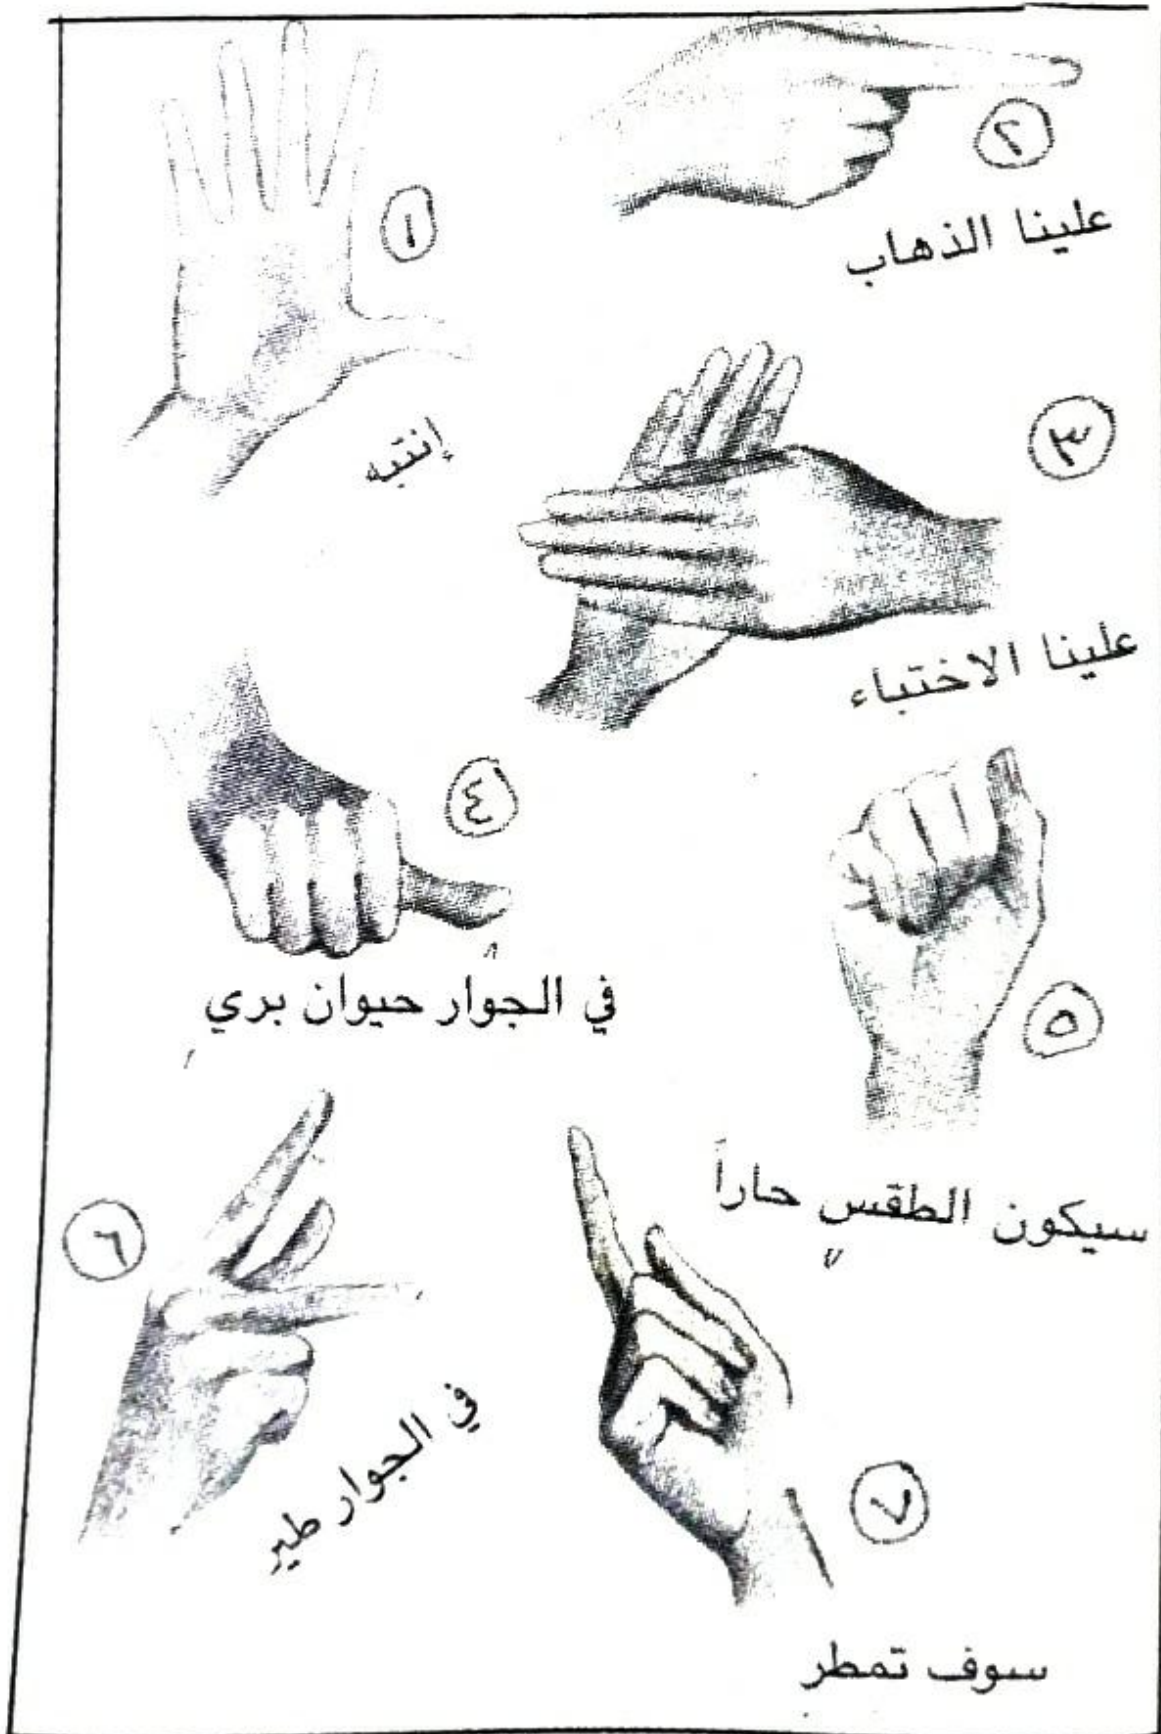 ١
إنتبه
٢
علينا الذهاب
٣
علينا الاختباء
٤
في الجوار حيوان بري
٥
سيكون الطقس حاراً
٦
في الجوار طير
٧
سوف تمطر